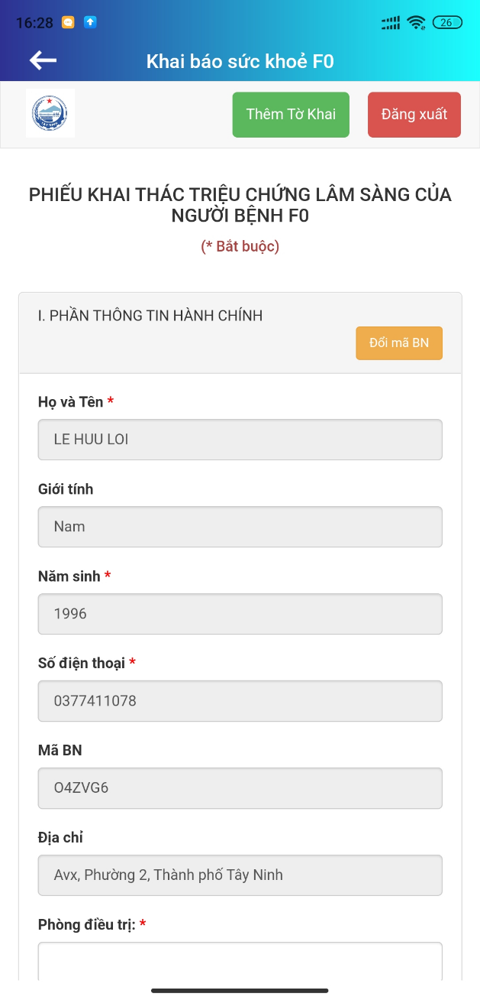 16:28
26
Khai báo sức khoẻ F0
TÂY NINH
Thêm Tờ Khai
Đăng xuất
PHIẾU KHAI THÁC TRIỆU CHỨNG LÂM SÀNG CỦA
NGƯỜI BỆNH F0
(* Bắt buộc)
I. PHẦN THÔNG TIN HÀNH CHÍNH
Đổi mã BN
Họ và Tên *
LE HUU LOI
Giới tính
Nam
Năm sinh *
1996
Số điện thoại *
0377411078
Mã BN
O4ZVG6
Địa chỉ
Avx, Phường 2, Thành phố Tây Ninh
Phòng điều trị: *